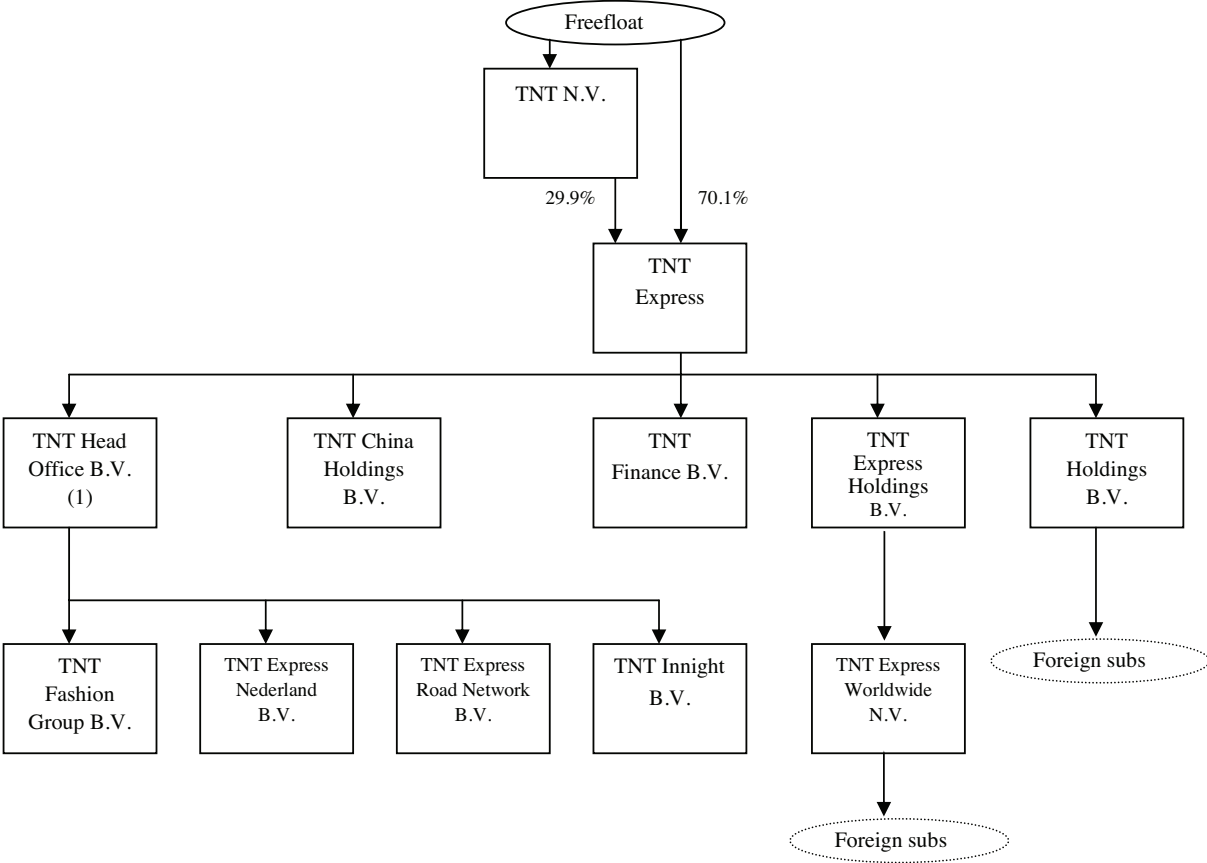 Freefloat
TNT N.V.
29.9%
70.1%
TNT
Express
TNT Head
Office B.V.
(1)
TNT China
Holdings
B.V.
TNT
Finance B.V.
TNT
Express
Holdings
B.V.
TNT
Holdings
B.V.
TNT
Fashion
Group B.V.
TNT Express
Nederland
B.V.
TNT Express
Road Network
B.V.
TNT Innight
B.V.
TNT Express
Worldwide
N.V.
Foreign subs
Foreign subs